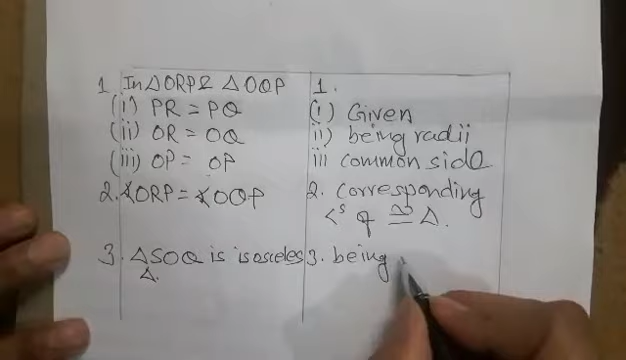 1. In △ORP & △OQP 1.
(i) PR = PQ (i) Given
(ii) OR = OQ ii) being radii
(iii) OP = OP iii common side
2. ∡ORP = ∡OQP 2. corresponding
<s of ≅ △.
3. △SOQ is isosceles 3. being
△.